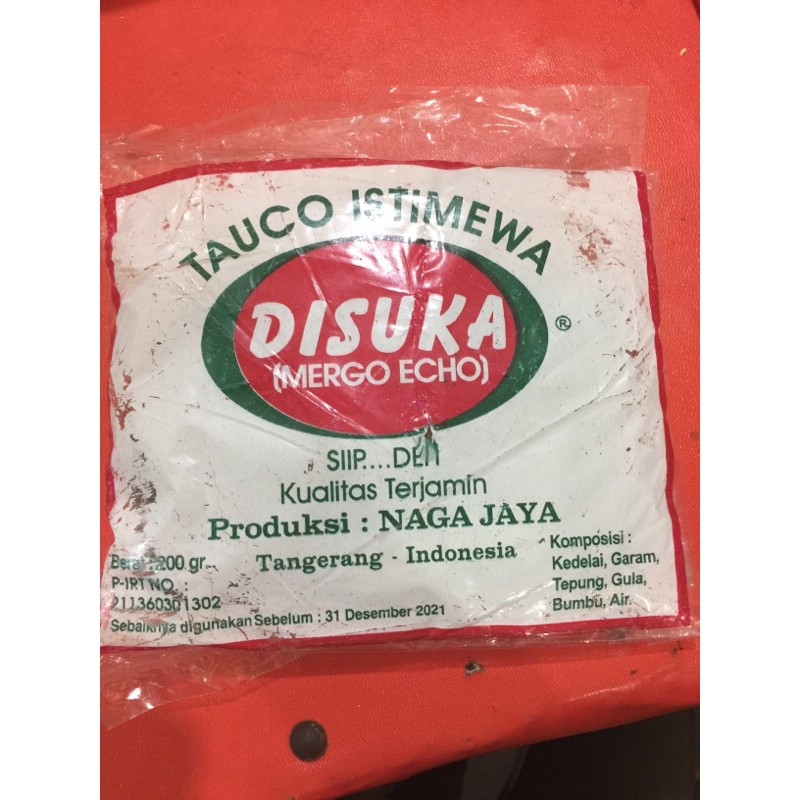 TAUCO ISTIMEWA
DISUKA
®
(MERGO ECHO)
SIIP....DEH
Kualitas Terjamin
Produksi : NAGA JAYA
Tangerang - Indonesia
Berat : 200 gr
P-IRT NO. :
211360301302
Sebaiknya digunakan Sebelum : 31 Desember 2021
Komposisi :
Kedelai, Garam,
Tepung, Gula,
Bumbu, Air.